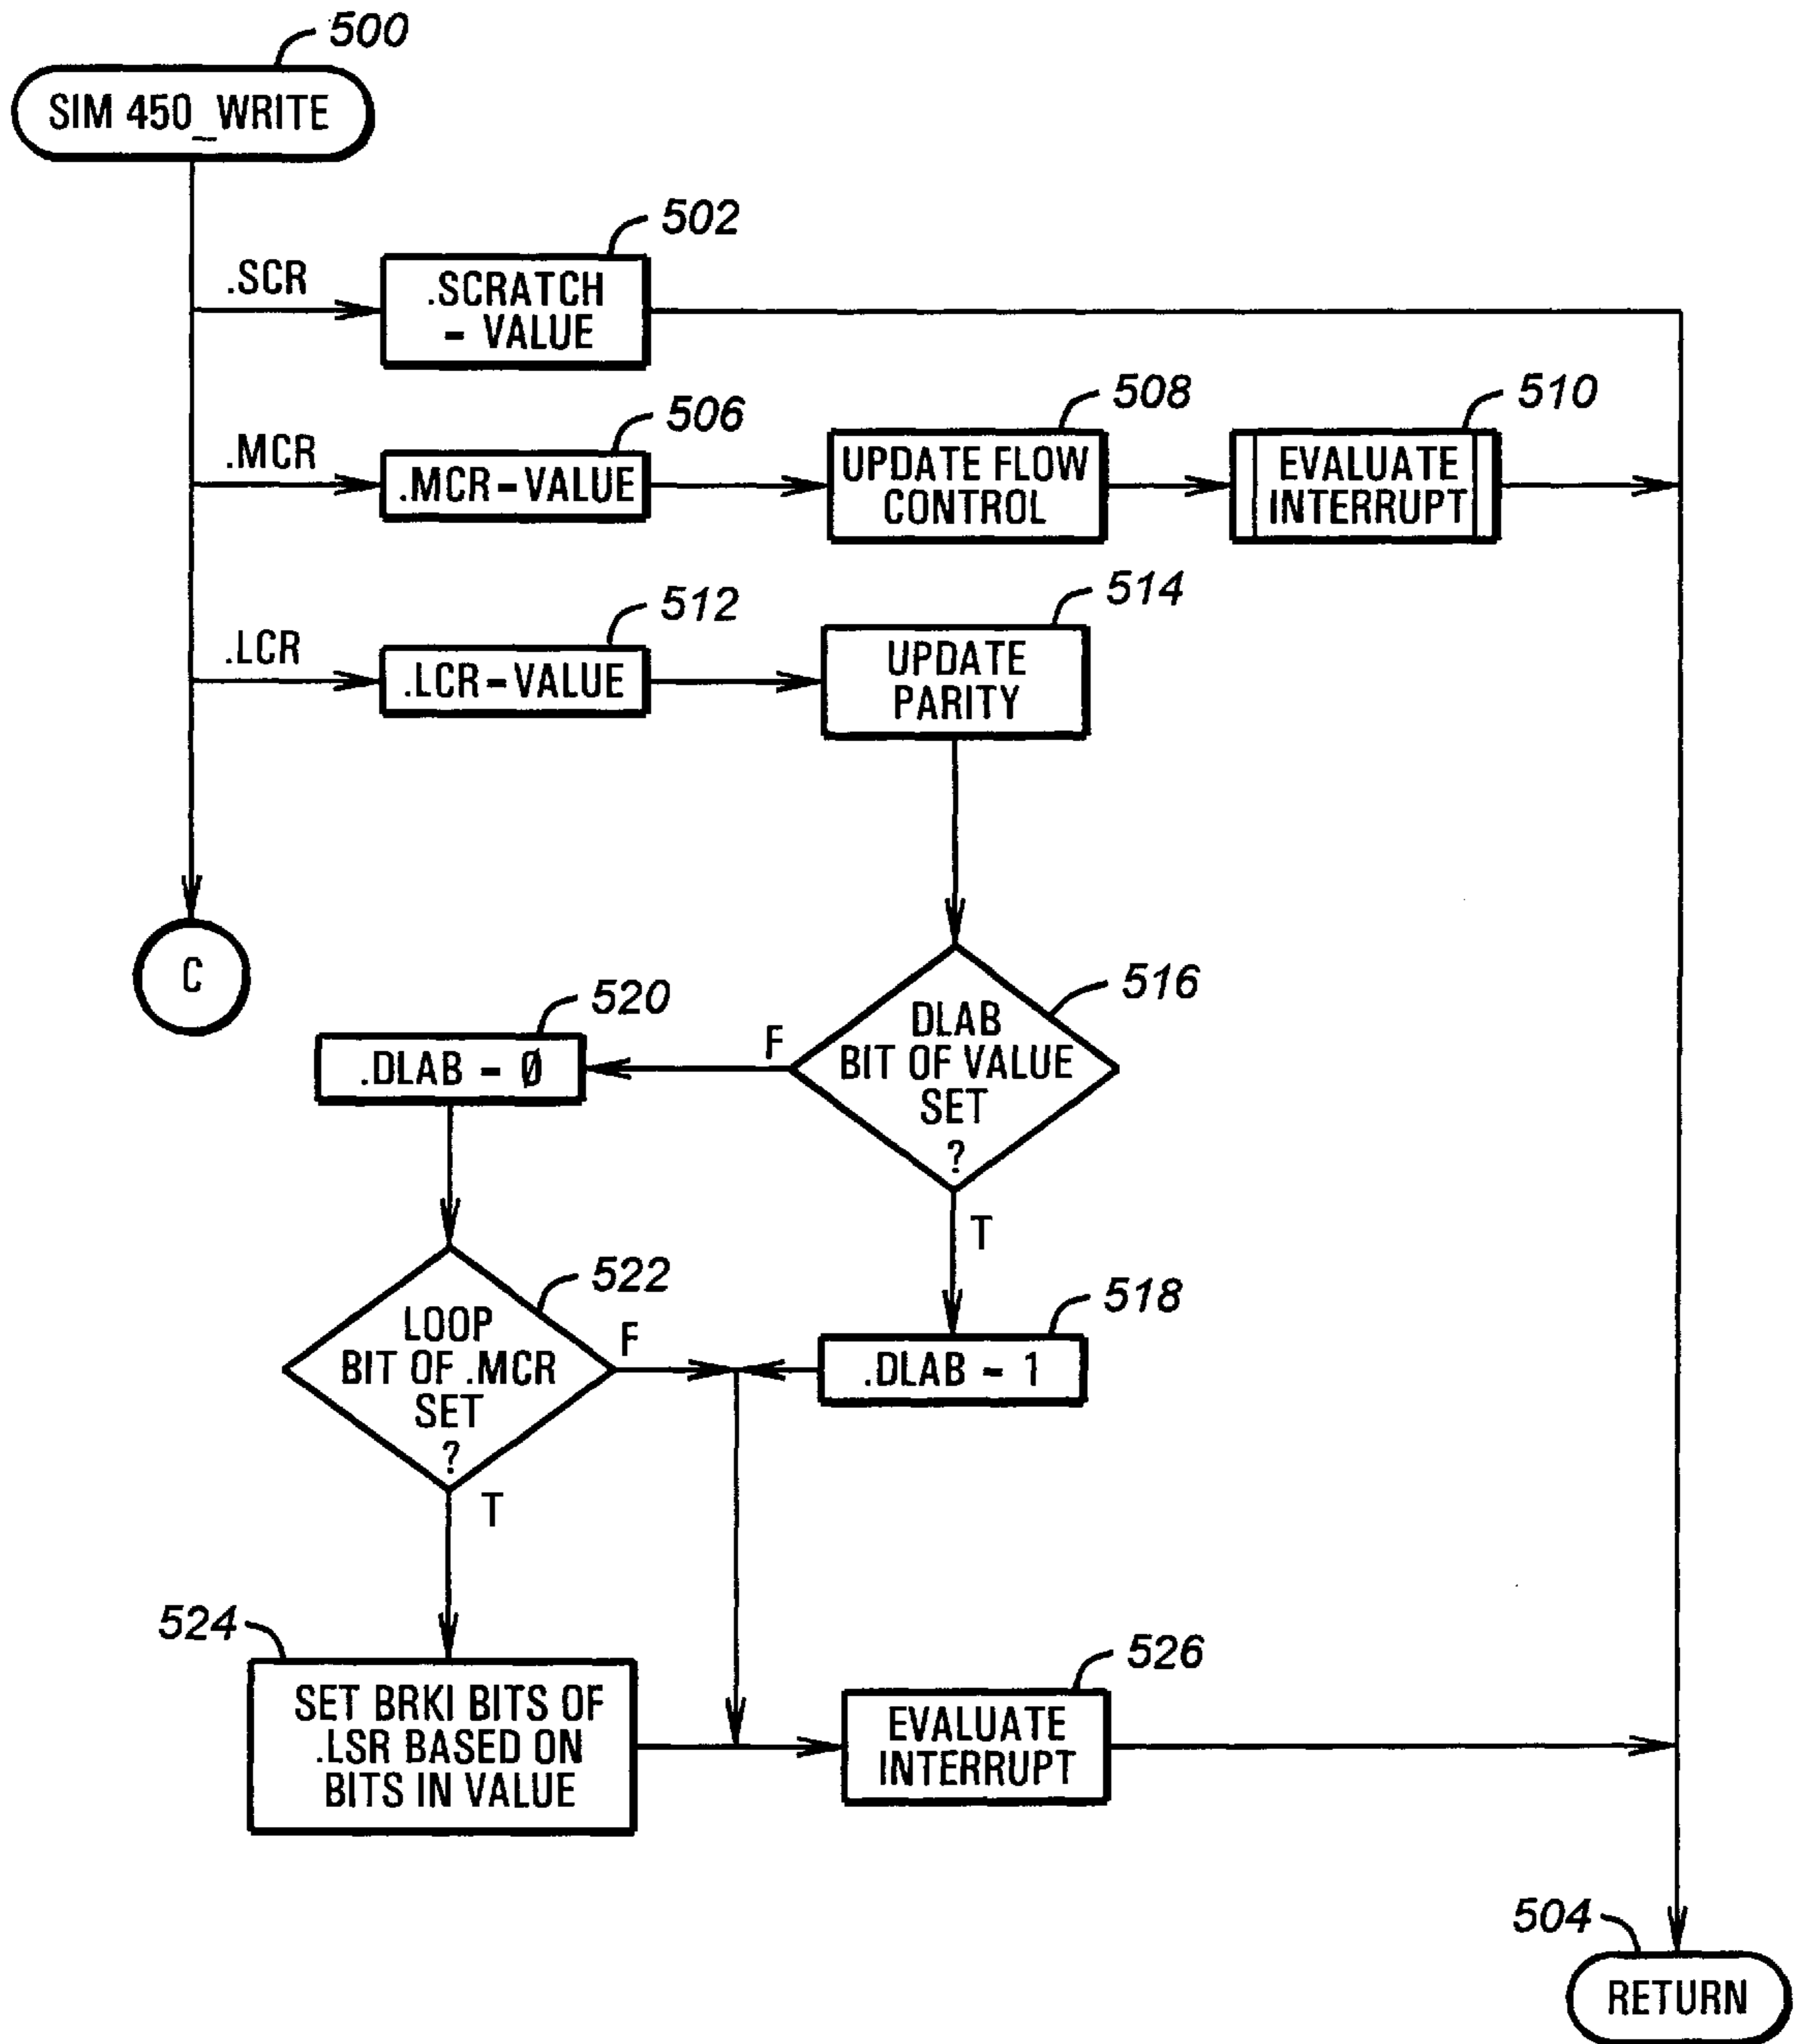 500
SIM 450_WRITE
502
.SCR
.SCRATCH
- VALUE
506
508
510
.MCR
.MCR-VALUE
UPDATE FLOW
CONTROL
EVALUATE
INTERRUPT
512
514
.LCR
.LCR-VALUE
UPDATE
PARITY
C
516
DLAB
BIT OF VALUE
SET
?
F
T
520
.DLAB - Ø
522
LOOP
BIT OF .MCR
SET
?
F
T
518
.DLAB - 1
524
SET BRKI BITS OF
.LSR BASED ON
BITS IN VALUE
526
EVALUATE
INTERRUPT
504
RETURN